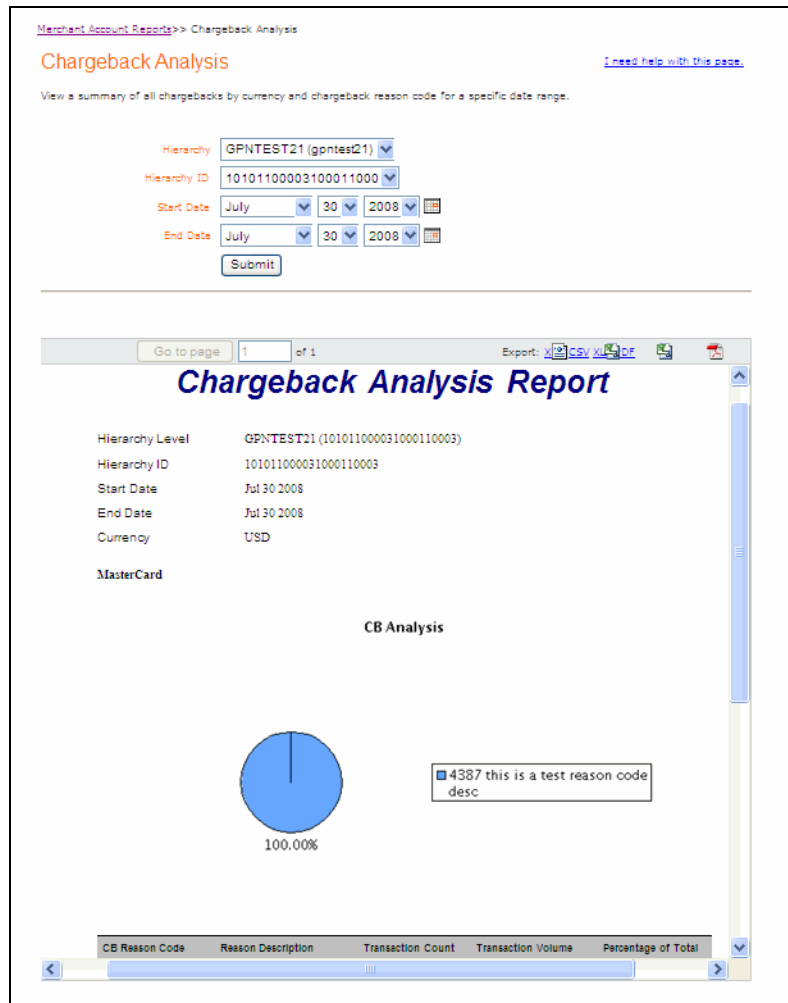 Merchant Account Reports>> Chargeback Analysis
Chargeback Analysis
I need help with this page.
View a summary of all chargebacks by currency and chargeback reason code for a specific date range.
Hierarchy GPNTEST21 (gpntest21)
Hierarchy ID 10101100003100011000
Start Date July 30 2008
End Date July 30 2008
Submit
Go to page 1 of 1 Export: X CSV XL DF
Chargeback Analysis Report
Hierarchy Level GPNTEST21 (101011000031000110003)
Hierarchy ID 101011000031000110003
Start Date Jul 30 2008
End Date Jul 30 2008
Currency USD
MasterCard
CB Analysis
4387 this is a test reason code
desc
100.00%
CB Reason Code Reason Description Transaction Count Transaction Volume Percentage of Total